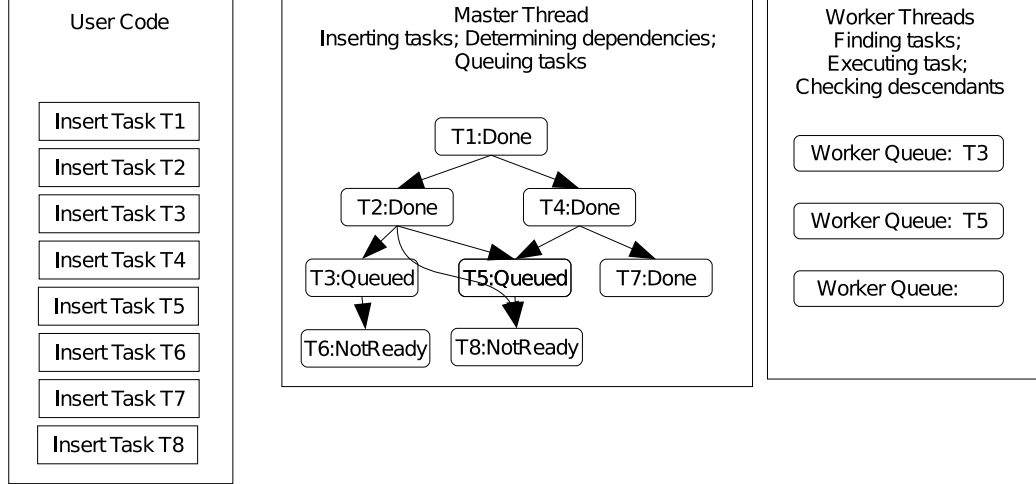 User Code
Insert Task T1
Insert Task T2
Insert Task T3
Insert Task T4
Insert Task T5
Insert Task T6
Insert Task T7
Insert Task T8
Master Thread
Inserting tasks; Determining dependencies;
Queuing tasks
T1:Done
T2:Done
T4:Done
T3:Queued
T5:Queued
T7:Done
T6:NotReady
T8:NotReady
Worker Threads
Finding tasks;
Executing task;
Checking descendants
Worker Queue: T3
Worker Queue: T5
Worker Queue: